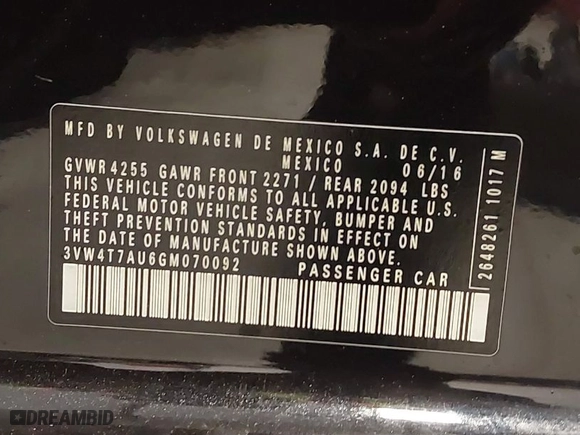 MFD BY VOLKSWAGEN DE MEXICO S.A. DE C.V.
MEXICO 06/16
GVWR 4255 GAWR FRONT 2271 / REAR 2094 LBS
THIS VEHICLE CONFORMS TO ALL APPLICABLE U.S.
FEDERAL MOTOR VEHICLE SAFETY, BUMPER AND
THEFT PREVENTION STANDARDS IN EFFECT ON
THE DATE OF MANUFACTURE SHOWN ABOVE.
3VW4T7AU6GM070092 PASSENGER CAR
2648261 1017 M
DREAMBID